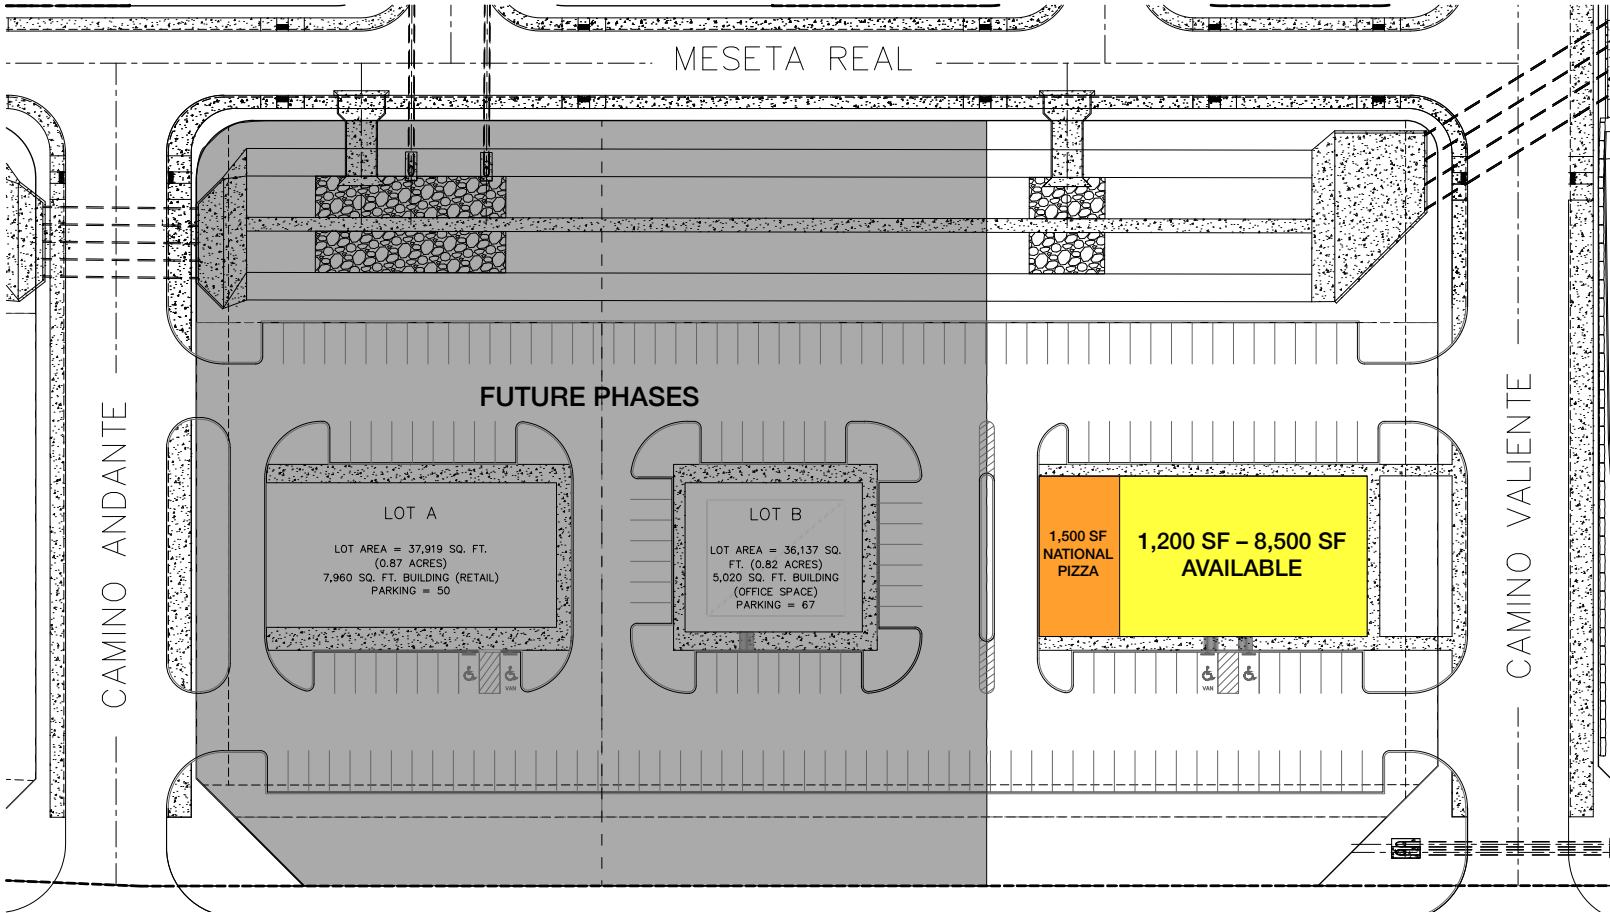 MESETA REAL
CAMINO ANDANTE
FUTURE PHASES
LOT A
LOT AREA = 37,919 SQ. FT.
(0.87 ACRES)
7,960 SQ. FT. BUILDING (RETAIL)
PARKING = 50
VAN
LOT B
LOT AREA = 36,137 SQ.
FT. (0.82 ACRES)
5,020 SQ. FT. BUILDING
(OFFICE SPACE)
PARKING = 67
1,500 SF
NATIONAL
PIZZA
1,200 SF – 8,500 SF
AVAILABLE
VAN
CAMINO VALIENTE